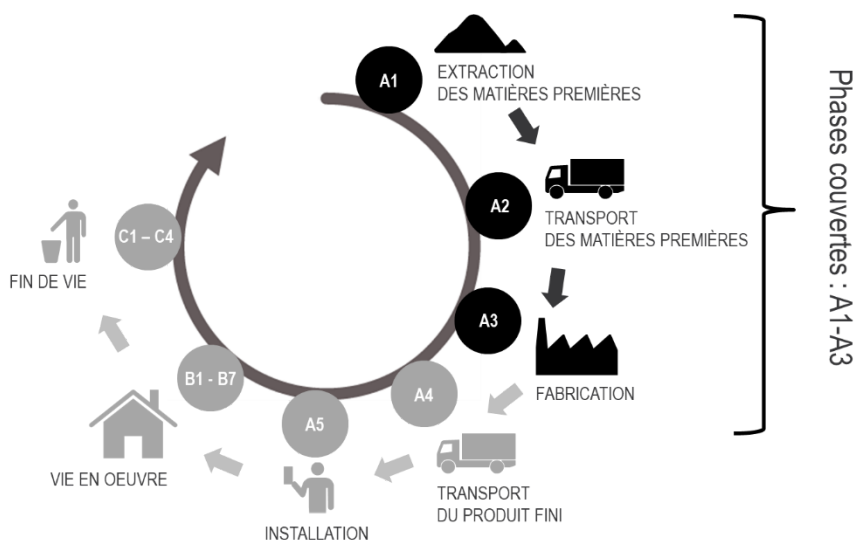 A1
EXTRACTION
DES MATIÈRES PREMIÈRES
A2
TRANSPORT
DES MATIÈRES PREMIÈRES
A3
FABRICATION
A4
TRANSPORT
DU PRODUIT FINI
A5
INSTALLATION
B1 - B7
VIE EN OEUVRE
C1 – C4
FIN DE VIE
Phases couvertes : A1-A3